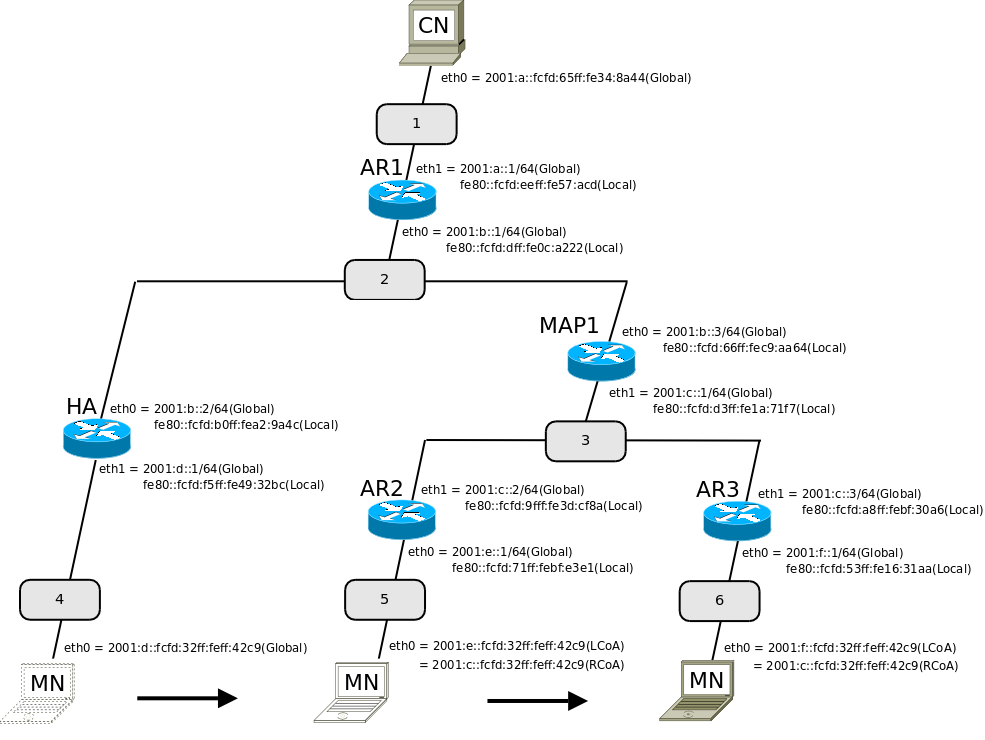 CN
eth0 = 2001:a::fcfd:65ff:fe34:8a44(Global)
1
AR1
eth1 = 2001:a::1/64(Global)
fe80::fcfd:eeff:fe57:acd(Local)
eth0 = 2001:b::1/64(Global)
fe80::fcfd:dff:fe0c:a222(Local)
2
MAP1
eth0 = 2001:b::3/64(Global)
fe80::fcfd:66ff:fec9:aa64(Local)
eth1 = 2001:c::1/64(Global)
fe80::fcfd:d3ff:fe1a:71f7(Local)
HA
eth0 = 2001:b::2/64(Global)
fe80::fcfd:b0ff:fea2:9a4c(Local)
eth1 = 2001:d::1/64(Global)
fe80::fcfd:f5ff:fe49:32bc(Local)
3
AR2
eth1 = 2001:c::2/64(Global)
fe80::fcfd:9fff:fe3d:cf8a(Local)
eth0 = 2001:e::1/64(Global)
fe80::fcfd:71ff:febf:e3e1(Local)
AR3
eth1 = 2001:c::3/64(Global)
fe80::fcfd:a8ff:febf:30a6(Local)
eth0 = 2001:f::1/64(Global)
fe80::fcfd:53ff:fe16:31aa(Local)
4
5
6
eth0 = 2001:d::fcfd:32ff:feff:42c9(Global)
MN
eth0 = 2001:e::fcfd:32ff:feff:42c9(LCoA)
= 2001:c::fcfd:32ff:feff:42c9(RCoA)
MN
eth0 = 2001:f::fcfd:32ff:feff:42c9(LCoA)
= 2001:c::fcfd:32ff:feff:42c9(RCoA)
MN